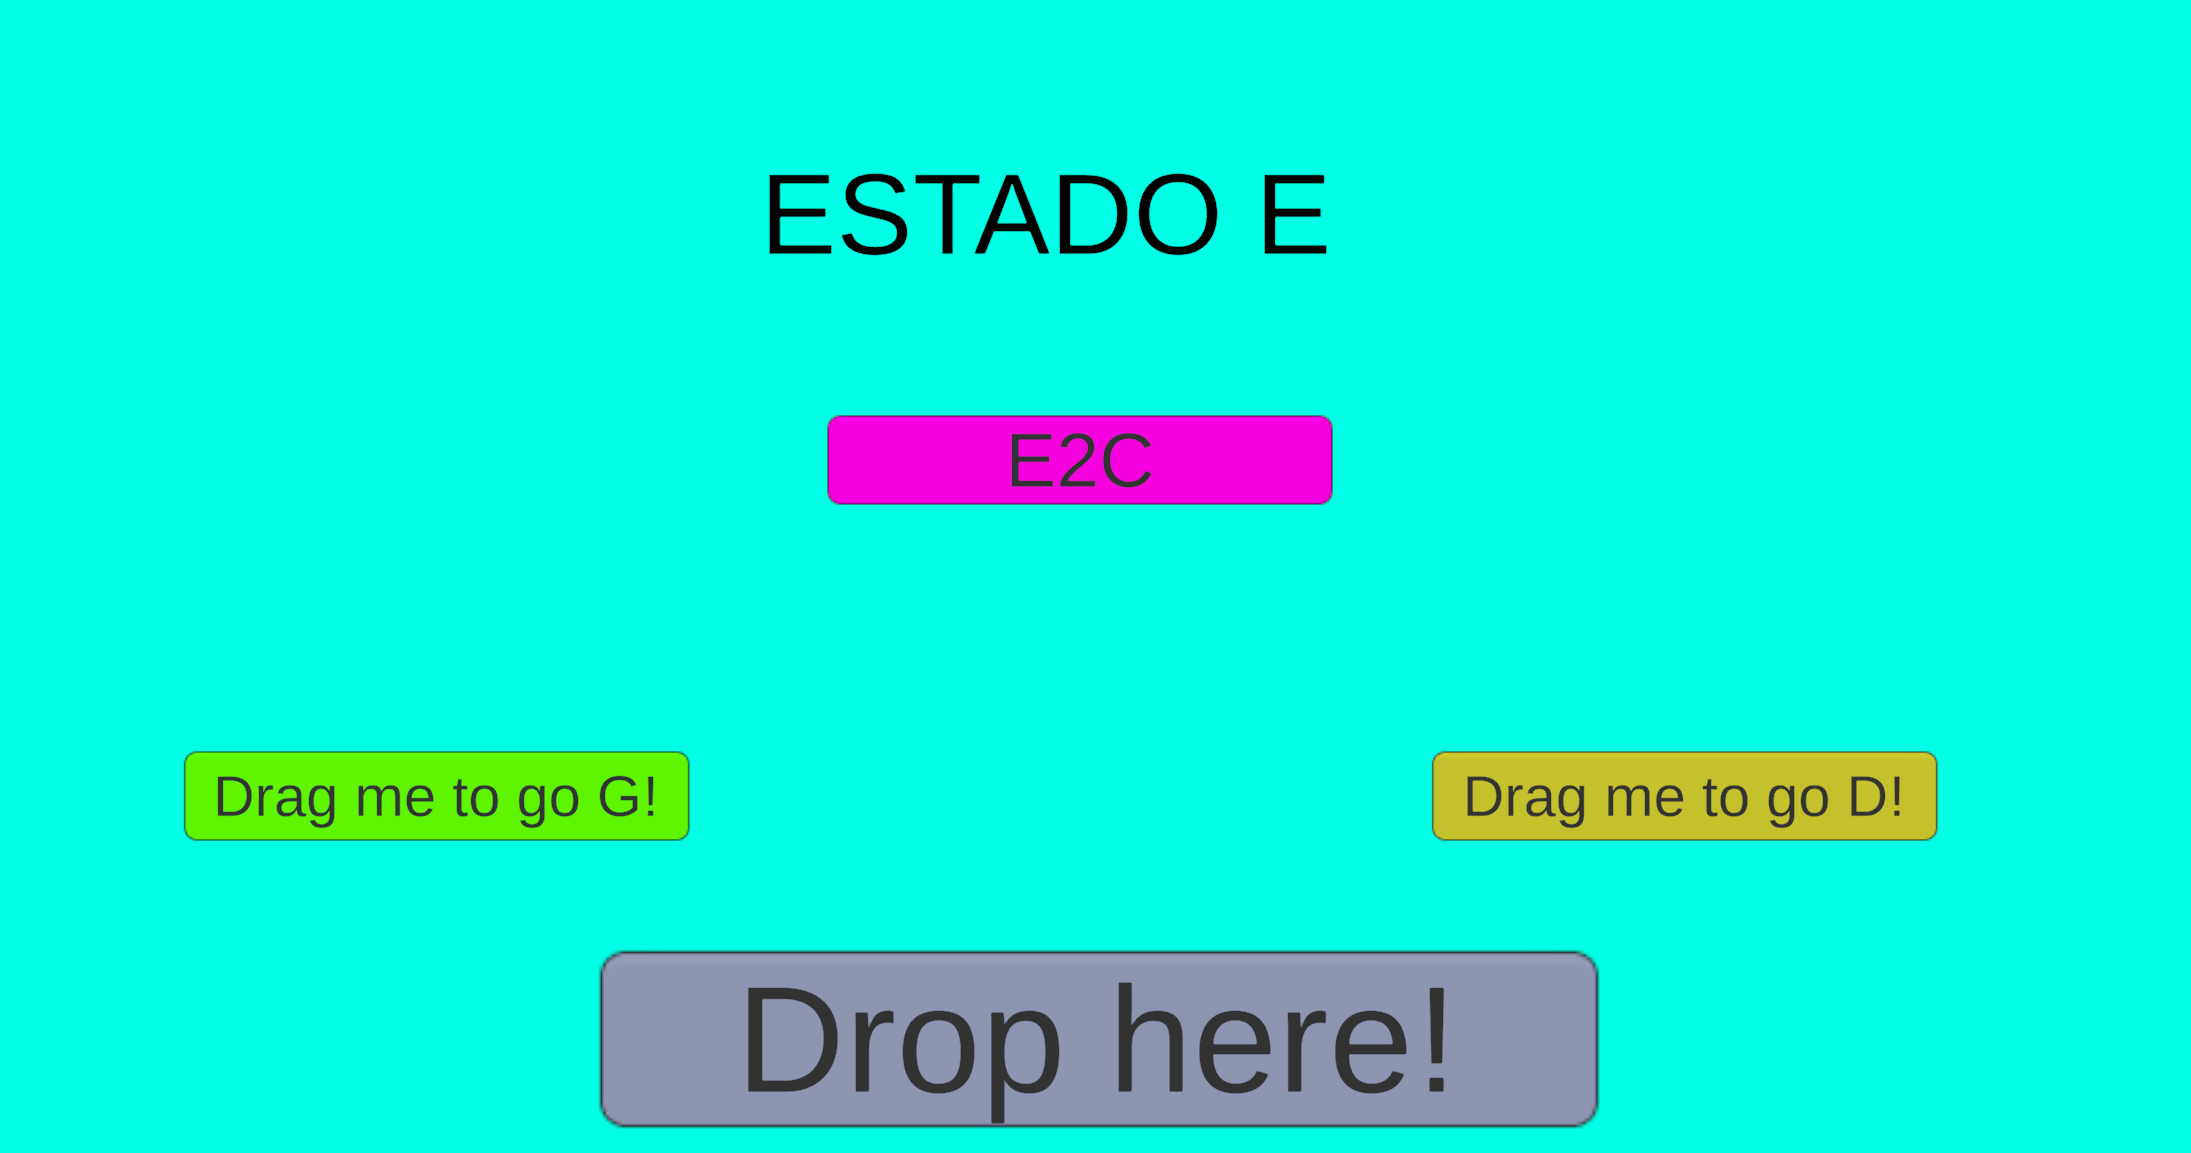 ESTADO E
E2C
Drag me to go G!
Drag me to go D!
Drop here!